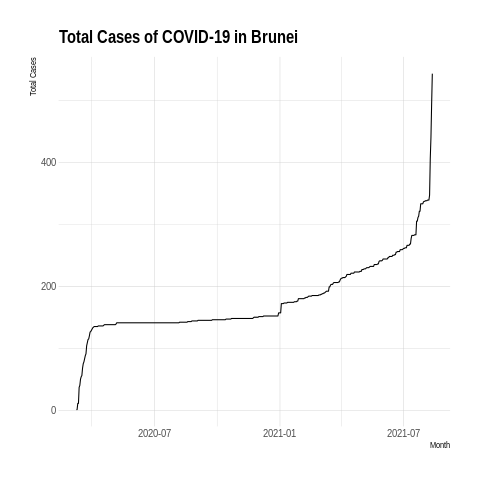 Total Cases of COVID-19 in Brunei
Total Cases
400
200
0
2020-07
2021-01
2021-07
Month